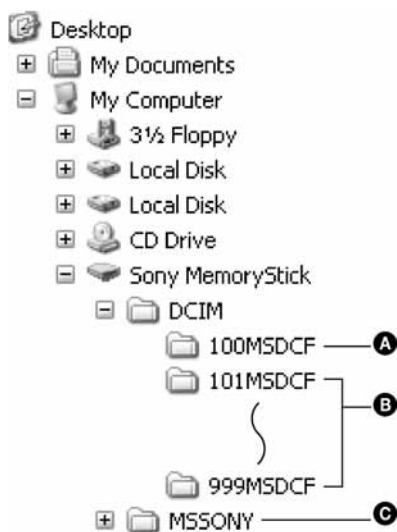 Desktop
My Documents
My Computer
3½ Floppy
Local Disk
Local Disk
CD Drive
Sony MemoryStick
DCIM
100MSDCF A
101MSDCF
B
999MSDCF
MSSONY C